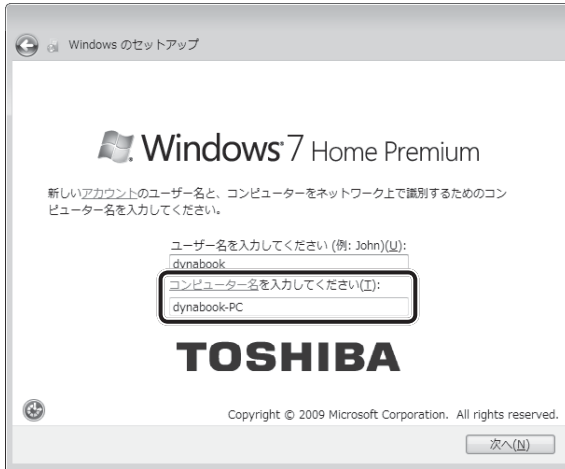 Windows のセットアップ
Windows 7 Home Premium
新しいアカウントのユーザー名と、コンピューターをネットワーク上で識別するためのコン
ピューター名を入力してください。
ユーザー名を入力してください (例: John)(U):
dynabook
コンピューター名を入力してください(T):
dynabook-PC
TOSHIBA
Copyright © 2009 Microsoft Corporation. All rights reserved.
次へ(N)